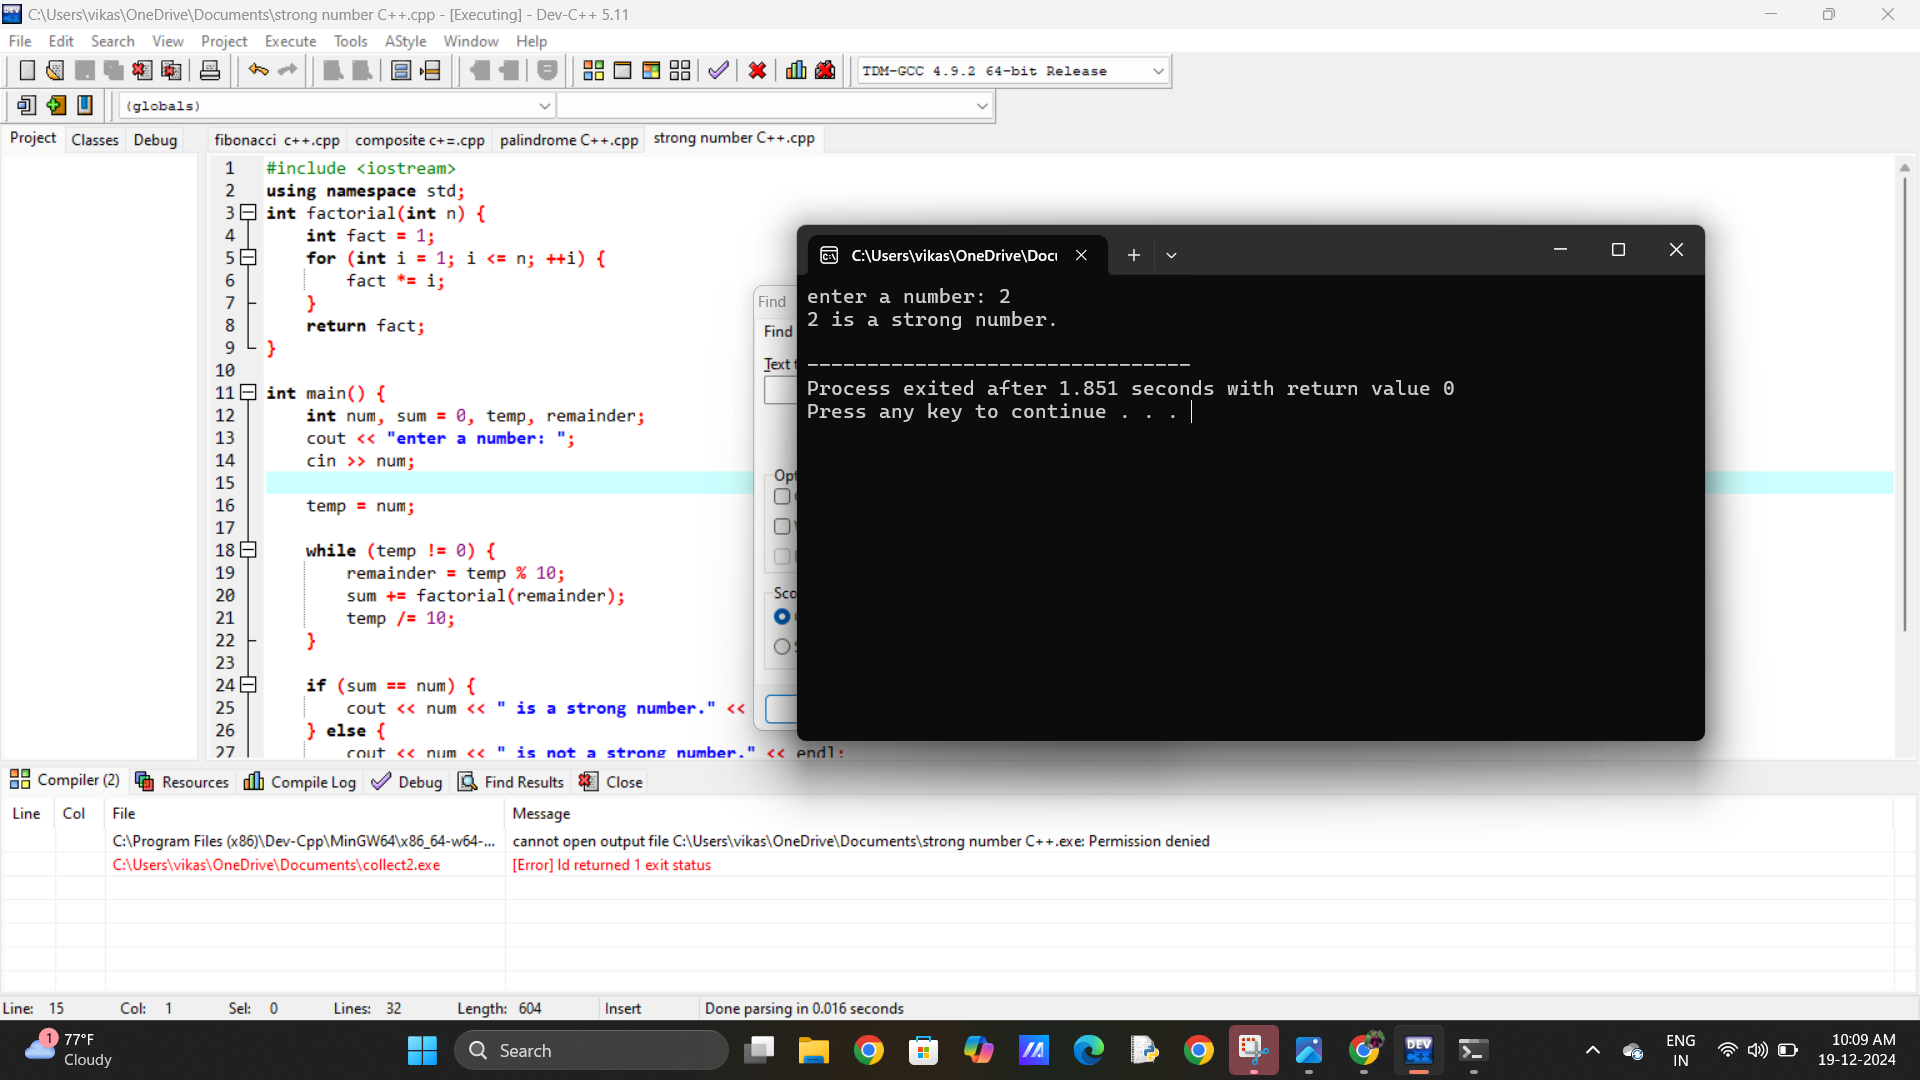 C:\Users\vikas\OneDrive\Documents\strong number C++.cpp - [Executing] - Dev-C++ 5.11
File Edit Search View Project Execute Tools AStyle Window Help
TDM-GCC 4.9.2 64-bit Release
(globals)
Project Classes Debug
fibonacci c++.cpp composite c+=.cpp palindrome C++.cpp strong number C++.cpp
1 #include <iostream>
2 using namespace std;
3 int factorial(int n) {
4 int fact = 1;
5 for (int i = 1; i <= n; ++i) {
6 fact *= i;
7 }
8 return fact;
9 }
10
11 int main() {
12 int num, sum = 0, temp, remainder;
13 cout << "enter a number: ";
14 cin >> num;
15
16 temp = num;
17
18 while (temp != 0) {
19 remainder = temp % 10;
20 sum += factorial(remainder);
21 temp /= 10;
22 }
23
24 if (sum == num) {
25 cout << num << " is a strong number." <<
26 } else {
27 cout << num << " is not a strong number." << endl;
Find
Find
Text
C:\Users\vikas\OneDrive\Docu
enter a number: 2
2 is a strong number.
--------------------------------
Process exited after 1.851 seconds with return value 0
Press any key to continue . . .
Compiler (2) Resources Compile Log Debug Find Results Close
Line Col File Message
C:\Program Files (x86)\Dev-Cpp\MinGW64\x86_64-w64-... cannot open output file C:\Users\vikas\OneDrive\Documents\strong number C++.exe: Permission denied
C:\Users\vikas\OneDrive\Documents\collect2.exe [Error] ld returned 1 exit status
Line: 15 Col: 1 Sel: 0 Lines: 32 Length: 604 Insert Done parsing in 0.016 seconds
1
77°F
Cloudy
Search
DEV
ENG
IN
10:09 AM
19-12-2024